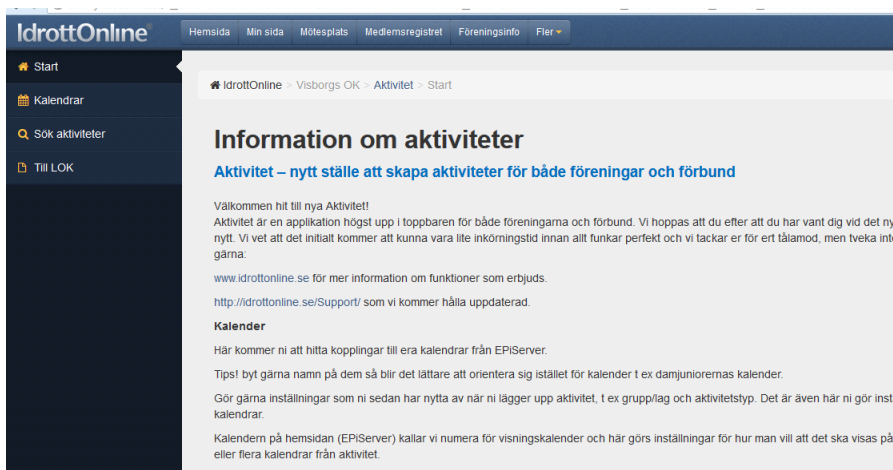 IdrottOnline®
Hemsida Min sida Mötesplats Medlemsregistret Föreningsinfo Fler
Start
Kalendrar
Sök aktiviteter
Till LOK
IdrottOnline > Visborgs OK > Aktivitet > Start
Information om aktiviteter
Aktivitet – nytt ställe att skapa aktiviteter för både föreningar och förbund
Välkommen hit till nya Aktivitet!
Aktivitet är en applikation högst upp i toppbaren för både föreningarna och förbund. Vi hoppas att du efter att du har vant dig vid det ny
nytt. Vi vet att det initialt kommer att kunna vara lite inkörningstid innan allt funkar perfekt och vi tackar er för ert tålamod, men tveka int
gärna:
www.idrottonline.se för mer information om funktioner som erbjuds.
http://idrottonline.se/Support/ som vi kommer hålla uppdaterad.
Kalender
Här kommer ni att hitta kopplingar till era kalendrar från EPiServer.
Tips! byt gärna namn på dem så blir det lättare att orientera sig istället för kalender t ex damjuniorernas kalender.
Gör gärna inställningar som ni sedan har nytta av när ni lägger upp aktivitet, t ex grupp/lag och aktivitetstyp. Det är även här ni gör inst
kalendrar.
Kalendern på hemsidan (EPiServer) kallar vi numera för visningskalender och här görs inställningar för hur man vill att det ska visas på
eller flera kalendrar från aktivitet.